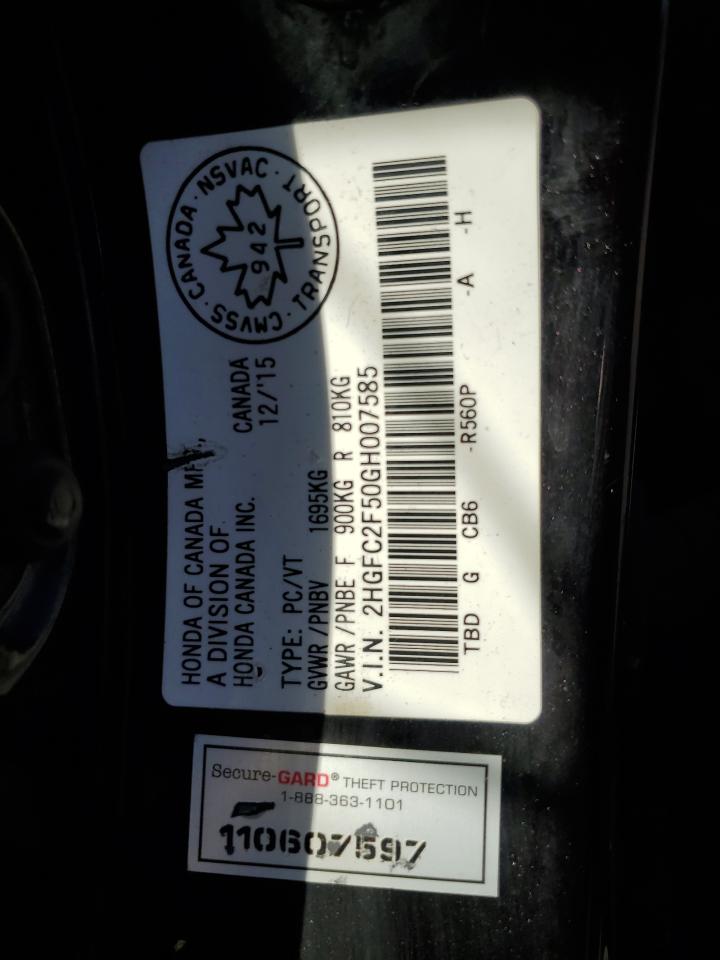 HONDA OF CANADA MFG.,
A DIVISION OF
HONDA CANADA INC.
CANADA
12/'15
TYPE: PC/VT
GVWR/PNBV 1695KG
GAWR/PNBE F 900KG R 810KG
V.I.N. 2HGFC2F50GH007585
TBD G CB6 -R560P -A -H
CANADA · NSVAC · TRANSPORT · CMVSS ·
942
Secure-GARD® THEFT PROTECTION
1-888-363-1101
110607597